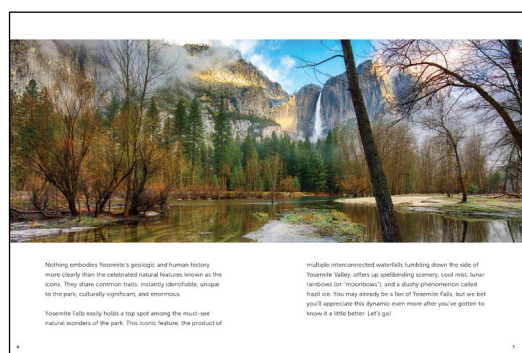 Nothing embodies Yosemite's geologic and human history
more clearly than the celebrated natural features known as the
icons. They share common traits: instantly identifiable, unique
to the park, culturally significant, and enormous.
Yosemite Falls easily holds a top spot among the must-see
natural wonders of the park. This iconic feature, the product of
multiple interconnected waterfalls tumbling down the side of
Yosemite Valley, offers up spellbinding scenery, cool mist, lunar
rainbows (or "moonbows"), and a slushy phenomenon called
frazil ice. You may already be a fan of Yosemite Falls, but we bet
you'll appreciate this dynamic even more after you've gotten to
know it a little better. Let's go!
6
7